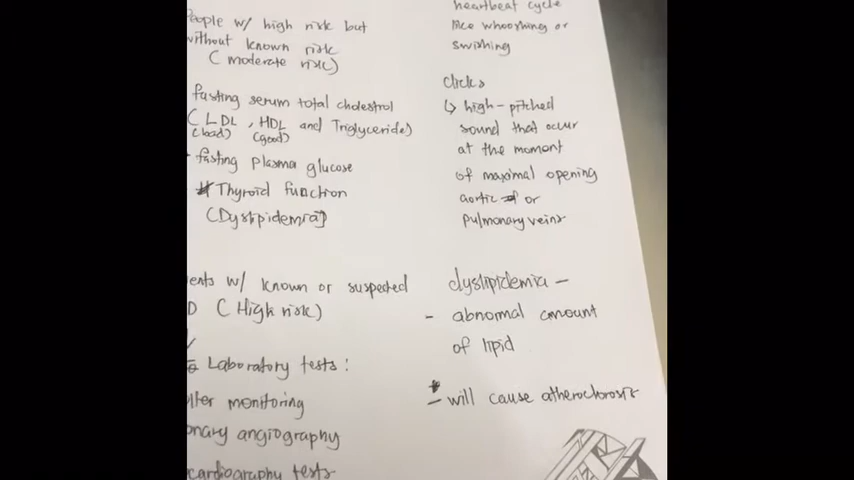 People w/ high risk but
without known risk
( moderate risk)
fasting serum total cholestrol
( LDL , HDL and Triglyceride)
(bad) (good)
fasting plasma glucose
Thyroid function
(Dyslipidemia)
ents w/ known or suspected
D ( High risk)
Laboratory tests :
lter monitoring
onary angiography
cardiography tests
heartbeat cycle
like whooshing or
swishing
Clicks
↳ high-pitched
sound that occur
at the moment
of maximal opening
aortic or
pulmonary veins
dyslipidemia –
- abnormal amount
of lipid
- will cause atherochorosis